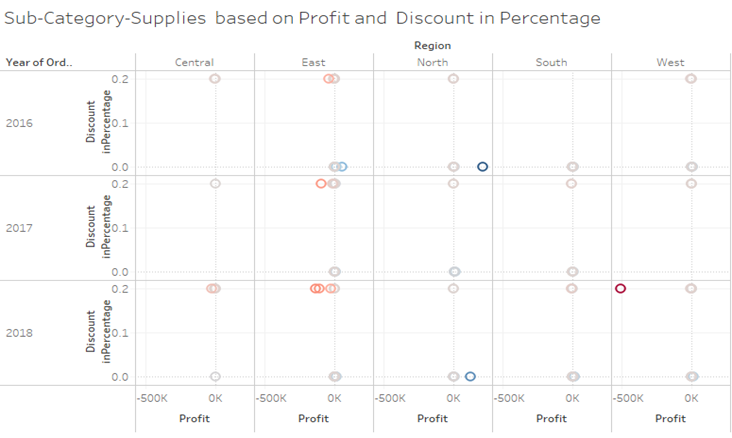 Sub-Category-Supplies based on Profit and Discount in Percentage
Region
Year of Ord.. Central East North South West
2016 Discount inPercentage 0.2 0.1 0.0
2017 Discount inPercentage 0.2 0.1 0.0
2018 Discount inPercentage 0.2 0.1 0.0
-500K 0K -500K 0K -500K 0K -500K 0K -500K 0K
Profit Profit Profit Profit Profit